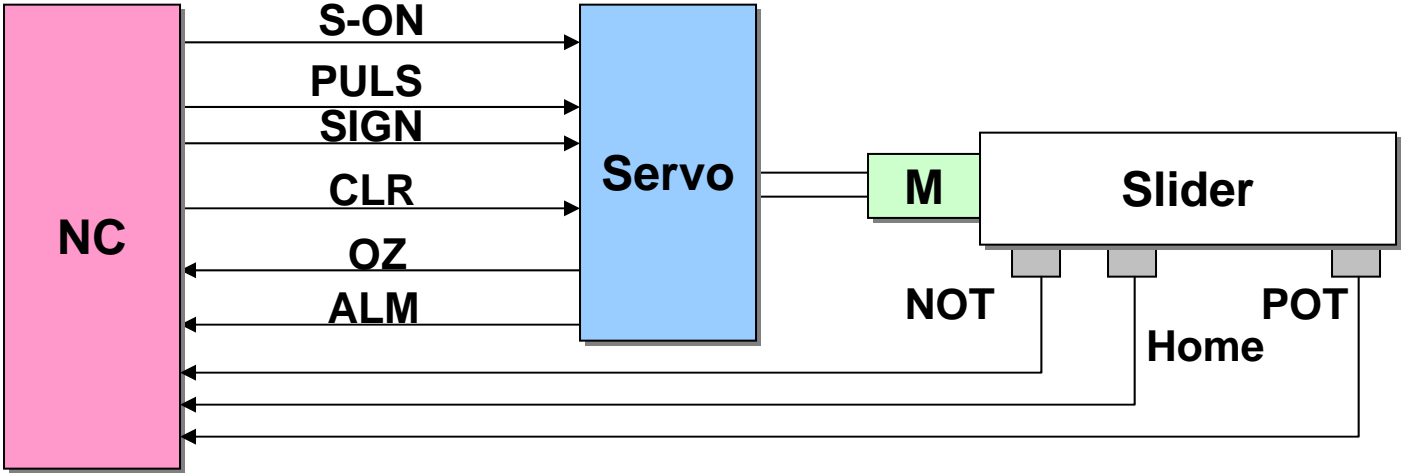 S-ON
PULS
SIGN
CLR
OZ
ALM
NC
Servo
M
Slider
NOT
Home
POT